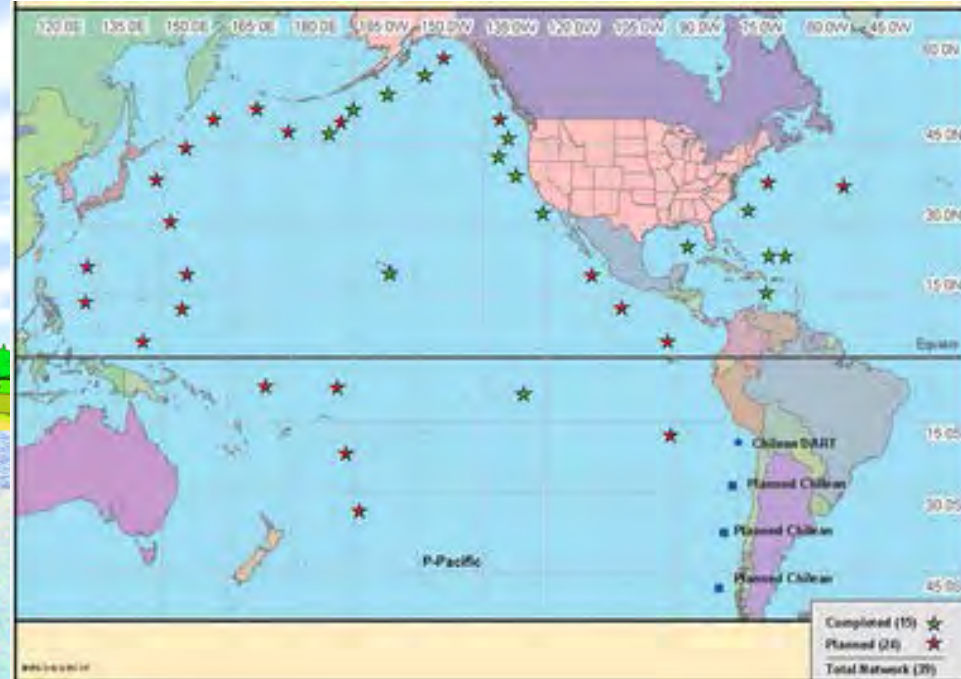 120.0E 135.0E 150.0E 165.0E 180.0E 165.0W 150.0W 135.0W 120.0W 105.0W 90.0W 75.0W 60.0W 45.0W
60.0N
45.0N
30.0N
15.0N
Equator
15.0S
Chilean DART
Planned Chilean
30.0S
Planned Chilean
P-Pacific
Planned Chilean
45.0S
Completed (15)
Planned (24)
Total Network (39)